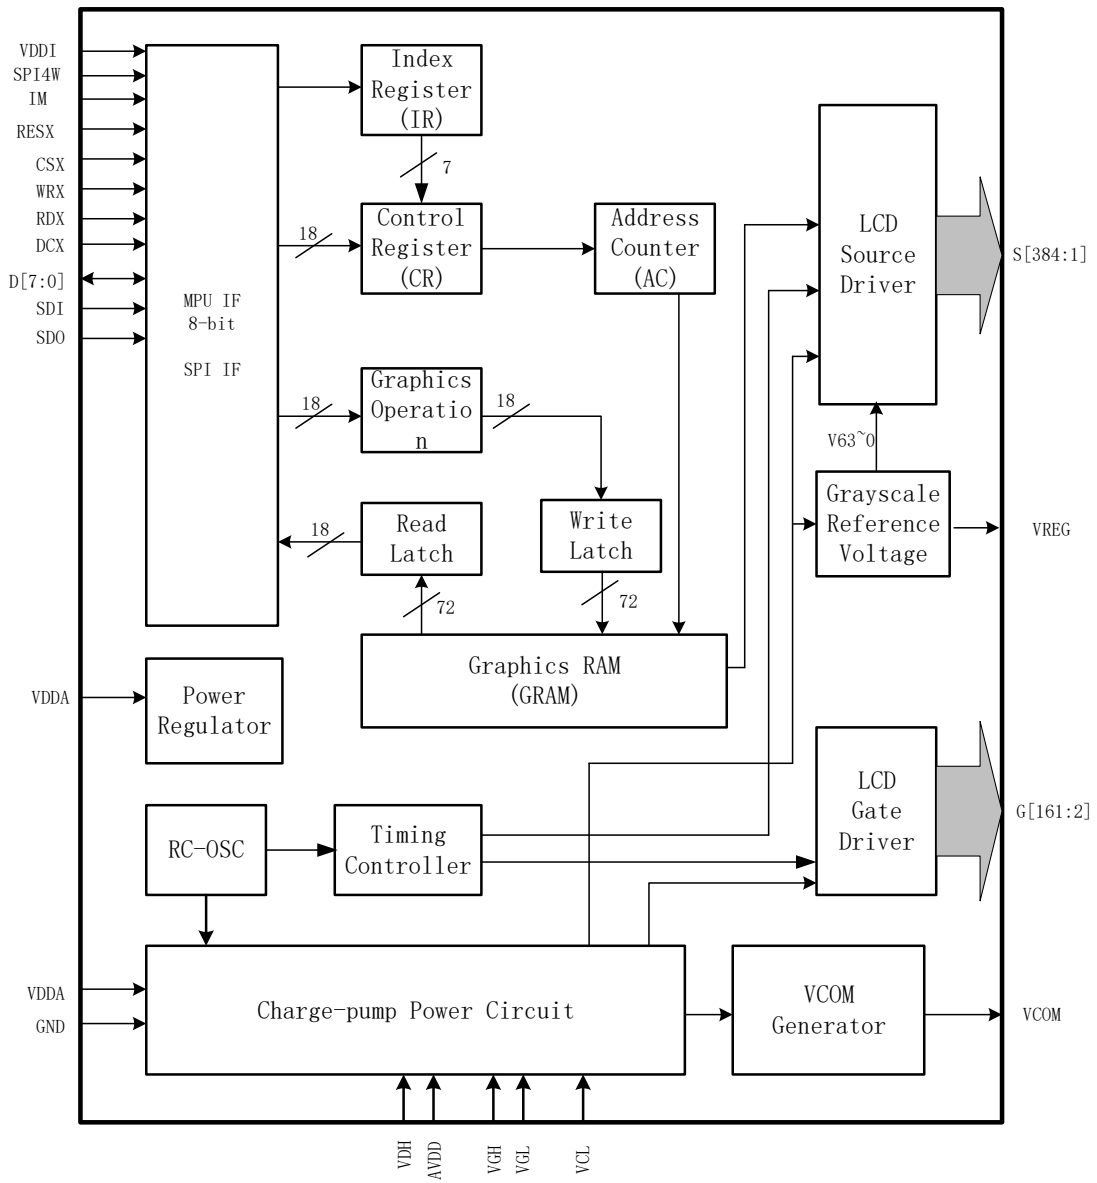 VDDI
SPI4W
IM
RESX
CSX
WRX
RDX
DCX
D[7:0]
SDI
SDO
MPU IF
8-bit
SPI IF
Index
Register
(IR)
7
18
Control
Register
(CR)
Address
Counter
(AC)
LCD
Source
Driver
S[384:1]
18
Graphics
Operatio
n
18
V63~0
Grayscale
Reference
Voltage
VREG
18
Read
Latch
Write
Latch
72
72
Graphics RAM
(GRAM)
VDDA
Power
Regulator
LCD
Gate
Driver
G[161:2]
RC-OSC
Timing
Controller
VDDA
GND
Charge-pump Power Circuit
VCOM
Generator
VCOM
VDH
AVDD
VGH
VGL
VCL